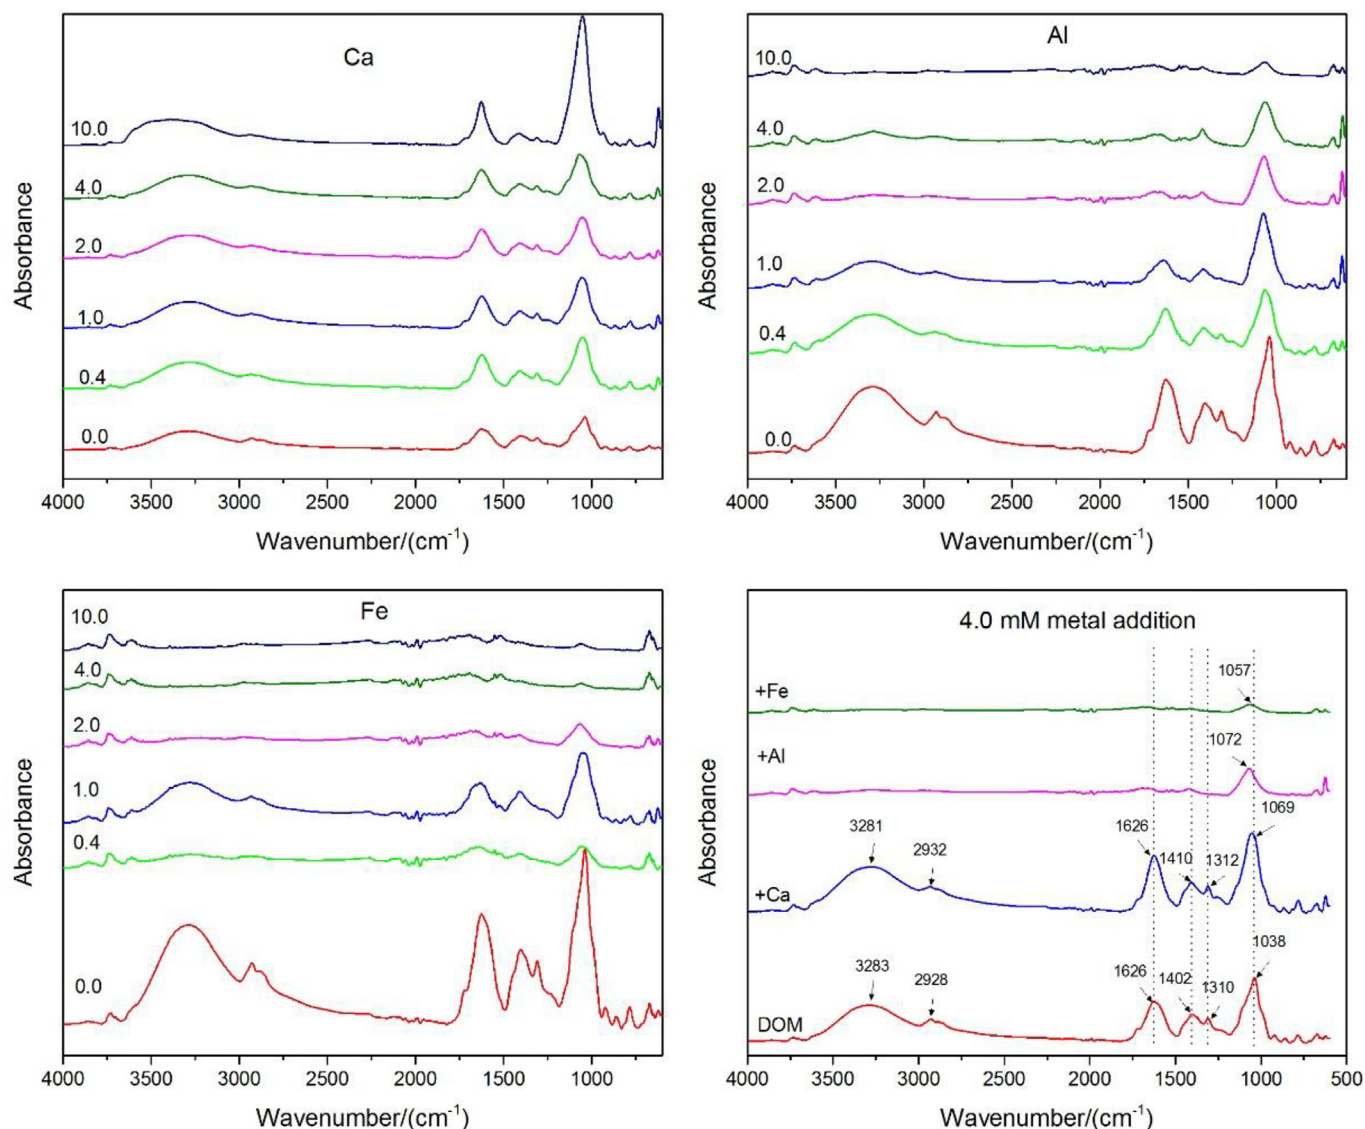 Ca
10.0
4.0
2.0
1.0
0.4
0.0
Absorbance
4000 3500 3000 2500 2000 1500 1000
Wavenumber/(cm⁻¹)
Al
10.0
4.0
2.0
1.0
0.4
0.0
Absorbance
4000 3500 3000 2500 2000 1500 1000
Wavenumber/(cm⁻¹)
Fe
10.0
4.0
2.0
1.0
0.4
0.0
Absorbance
4000 3500 3000 2500 2000 1500 1000
Wavenumber/(cm⁻¹)
4.0 mM metal addition
1057
+Fe
1072
+Al
1069
3281
2932
1626
1410
1312
+Ca
1038
3283
2928
1626
1402
1310
DOM
Absorbance
4000 3500 3000 2500 2000 1500 1000 500
Wavenumber/(cm⁻¹)